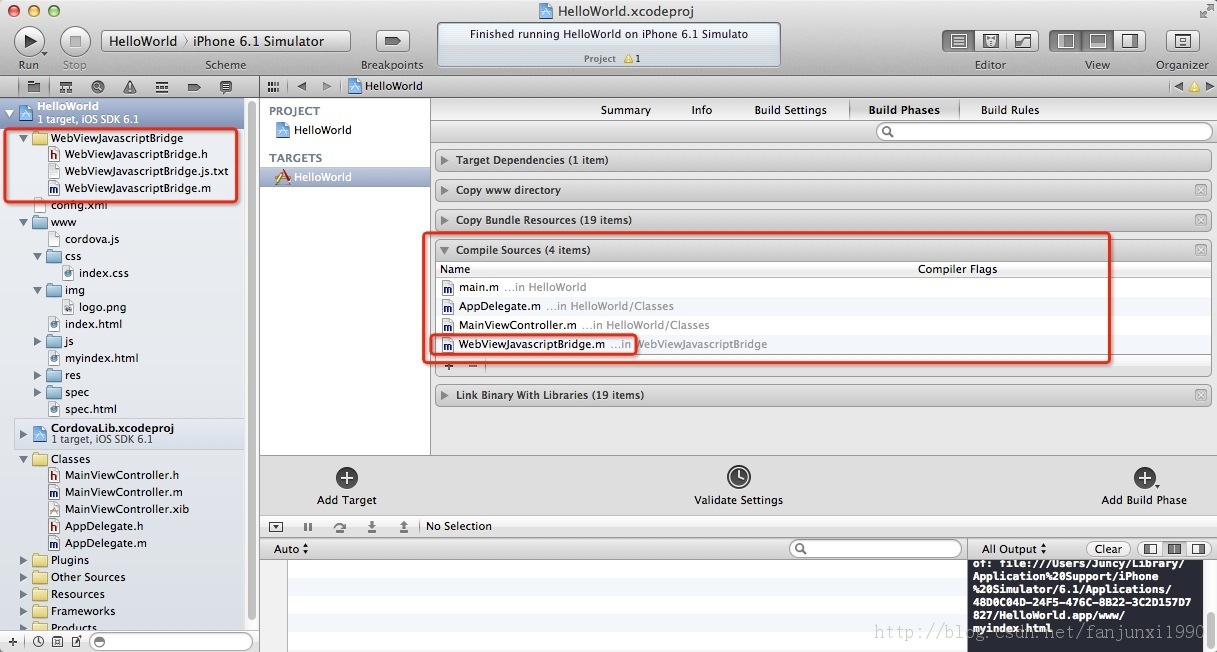 HelloWorld.xcodeproj
Run
Stop
HelloWorld
iPhone 6.1 Simulator
Scheme
Breakpoints
Finished running HelloWorld on iPhone 6.1 Simulato
Project 1
Editor
View
Organizer
HelloWorld
HelloWorld
1 target, iOS SDK 6.1
WebViewJavascriptBridge
WebViewJavascriptBridge.h
WebViewJavascriptBridge.js.txt
WebViewJavascriptBridge.m
config.xml
www
cordova.js
css
index.css
img
logo.png
index.html
js
myindex.html
res
spec
spec.html
CordovaLib.xcodeproj
1 target, iOS SDK 6.1
Classes
MainViewController.h
MainViewController.m
MainViewController.xib
AppDelegate.h
AppDelegate.m
Plugins
Other Sources
Resources
Frameworks
Products
PROJECT
HelloWorld
TARGETS
HelloWorld
Summary Info Build Settings Build Phases Build Rules
Target Dependencies (1 item)
Copy www directory
Copy Bundle Resources (19 items)
Compile Sources (4 items)
Name Compiler Flags
main.m ...in HelloWorld
AppDelegate.m ...in HelloWorld/Classes
MainViewController.m ...in HelloWorld/Classes
WebViewJavascriptBridge.m ...in WebViewJavascriptBridge
Link Binary With Libraries (19 items)
Add Target
Validate Settings
Add Build Phase
No Selection
Auto
All Output
Clear
of: file:///Users/Juncy/Library/
Application%20Support/iPhone
%20Simulator/6.1/Applications/
48D0C04D-24F5-476C-8B22-3C2D157D7
827/HelloWorld.app/www/
myindex.html
http://blog.csdn.net/fanjunxi1990